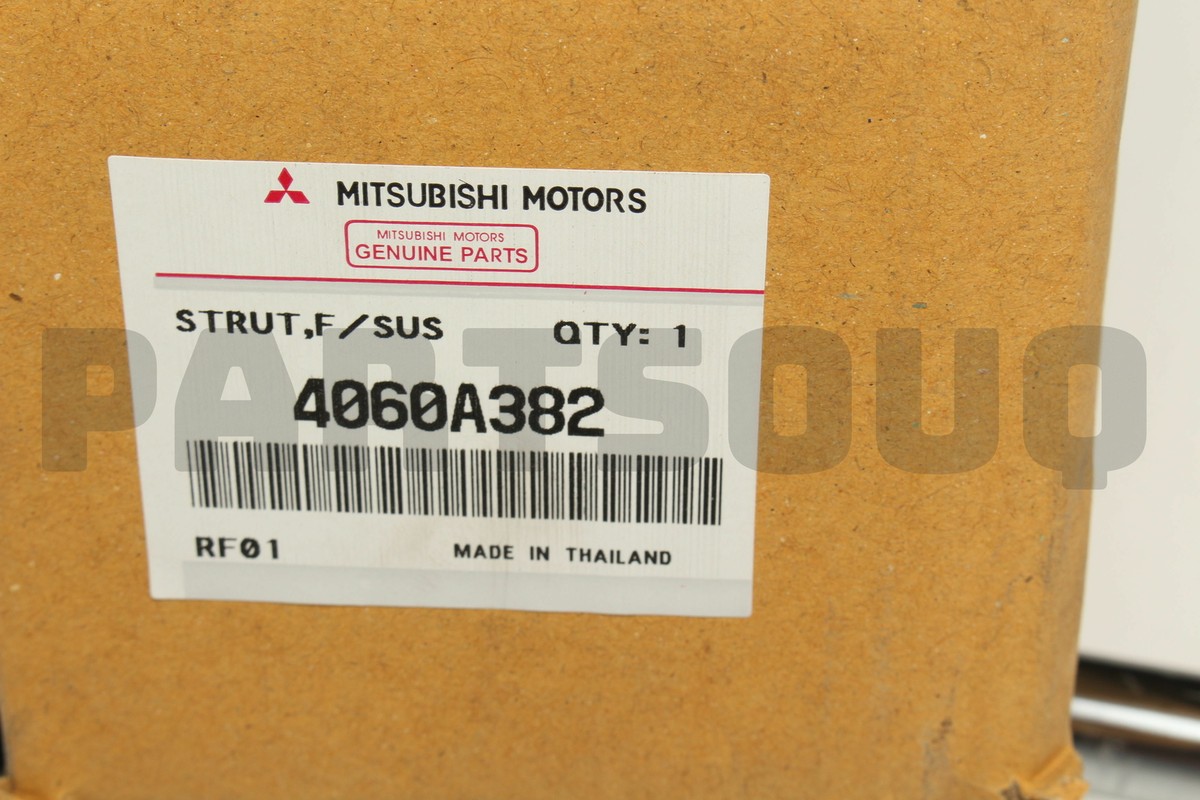 MITSUBISHI MOTORS
MITSUBISHI MOTORS
GENUINE PARTS
STRUT,F/SUS QTY: 1
PARTSOUQ
4060A382
RF01 MADE IN THAILAND